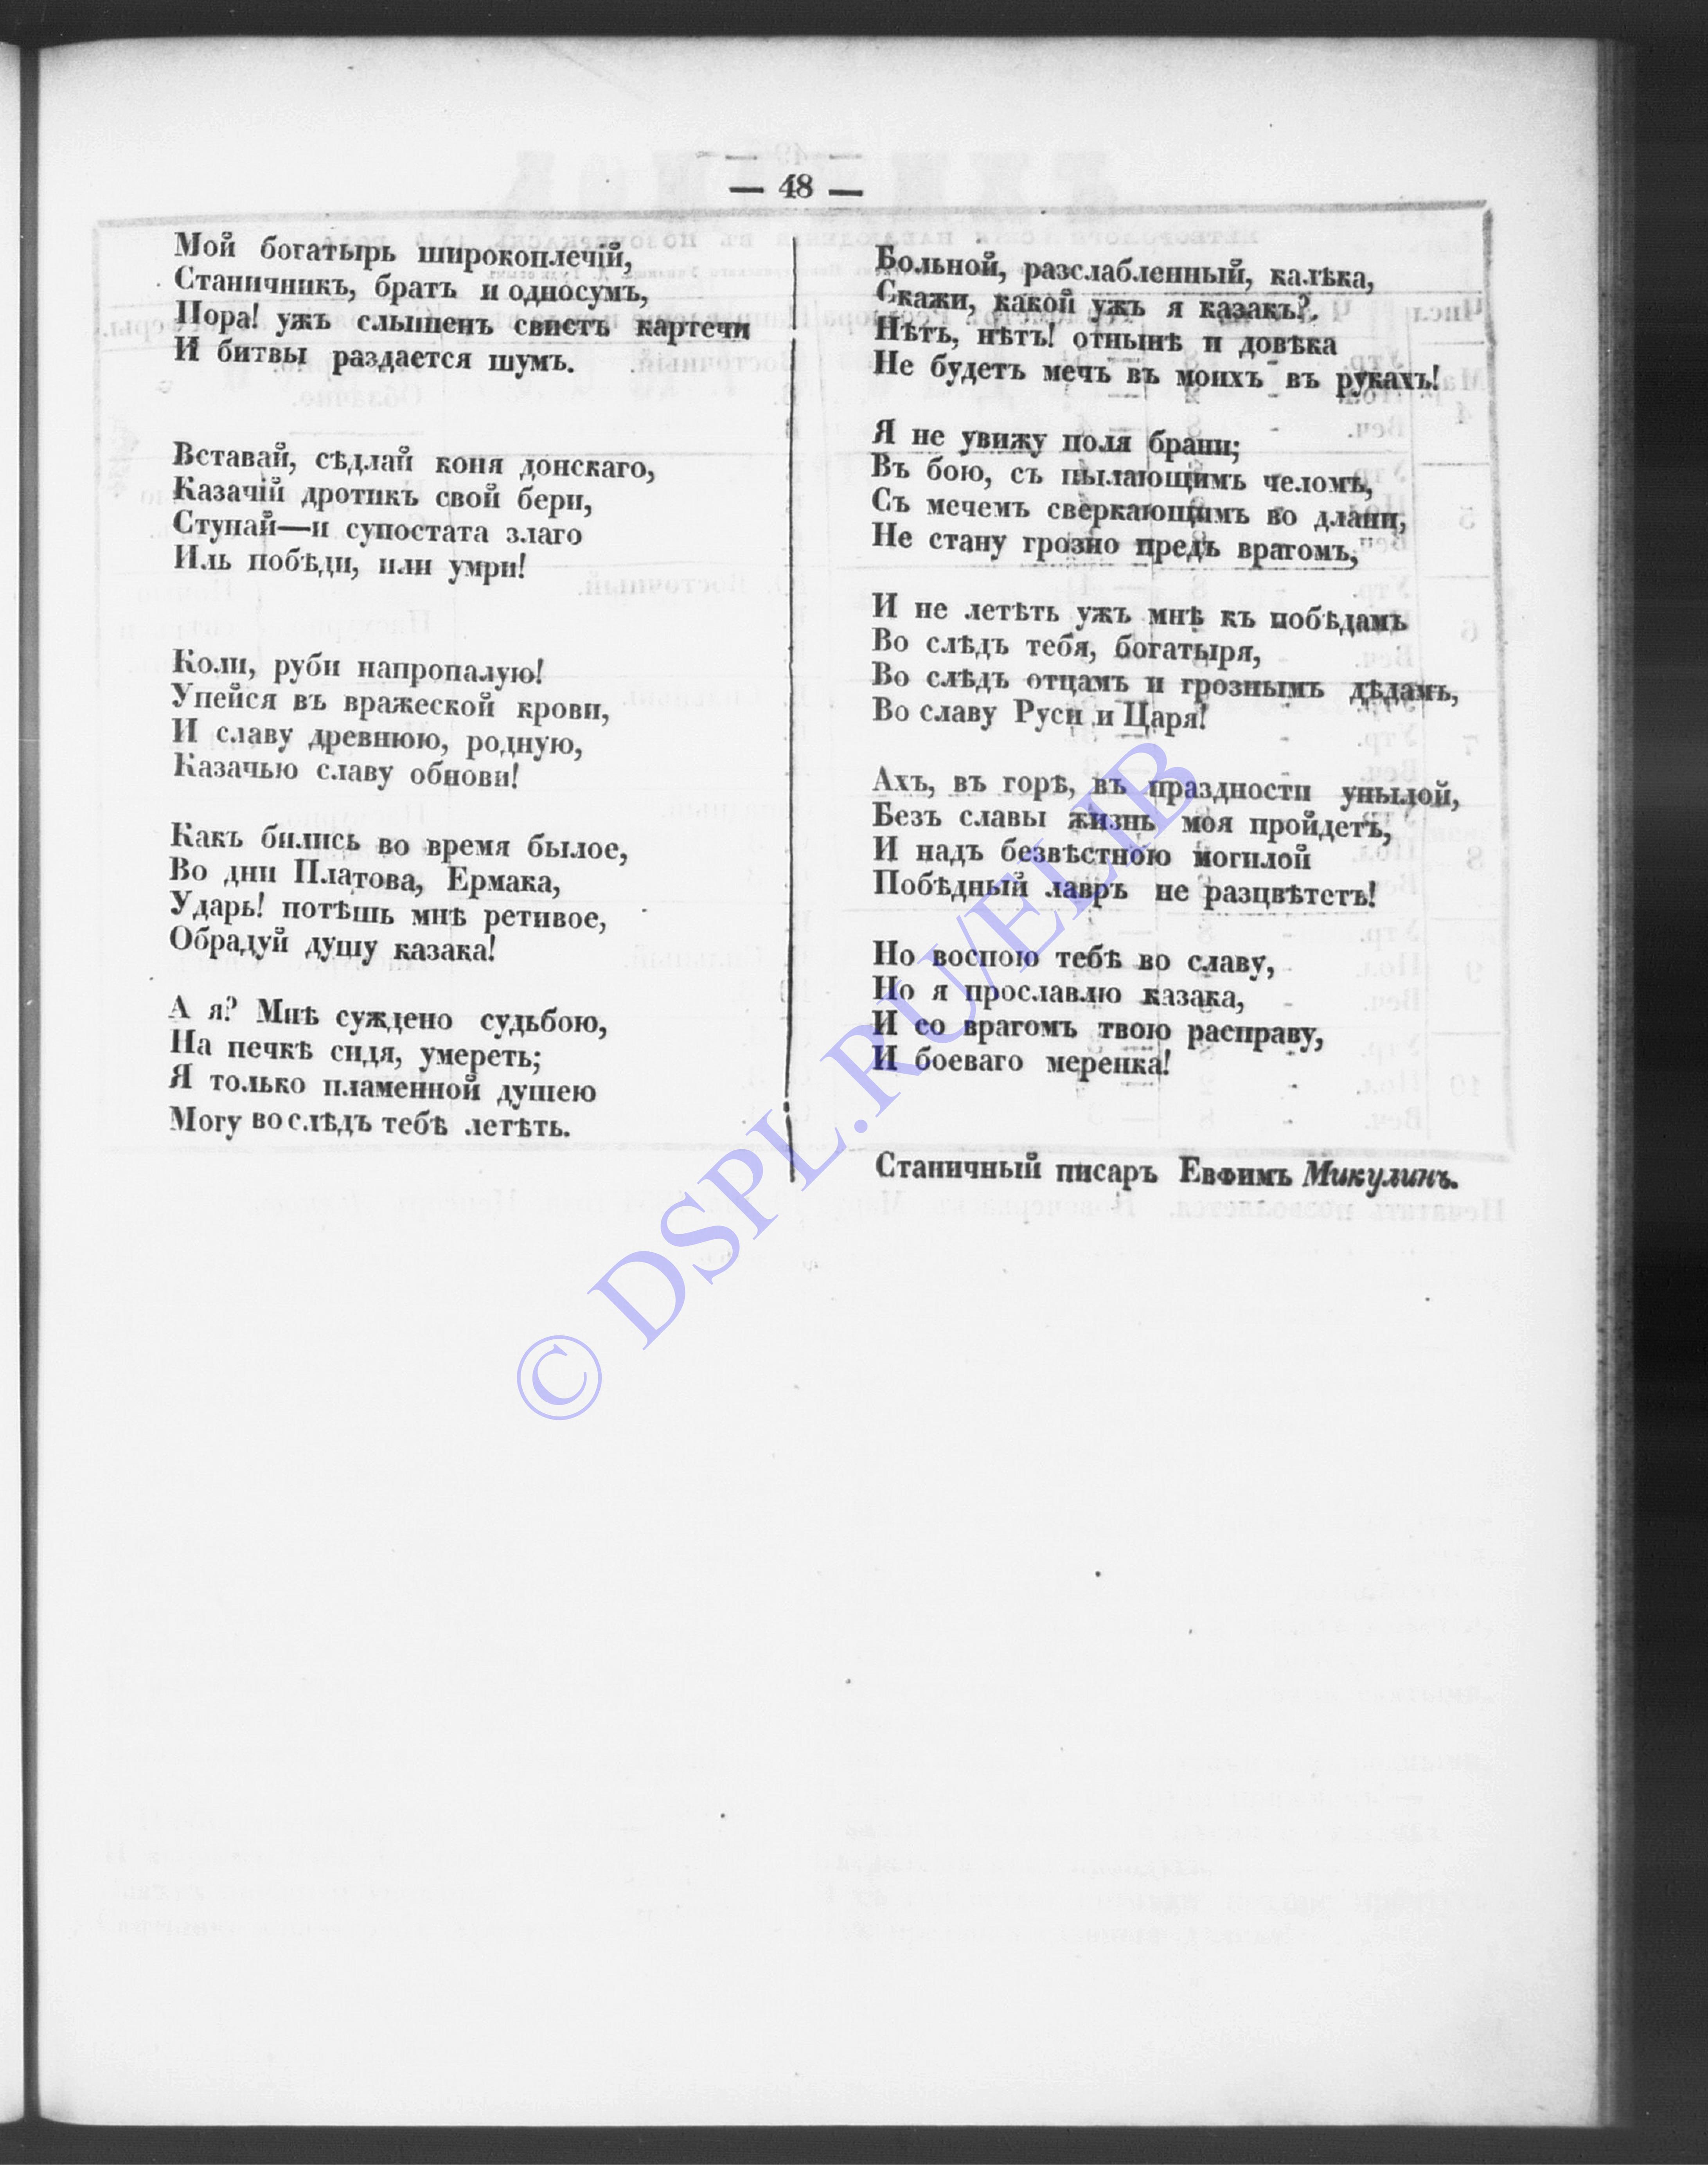 — 48 —
Мой богатырь широкоплечій,
Станичникъ, братъ и односумъ,
Пора! ужъ слышенъ свистъ картечи
И битвы раздается шумъ.
Вставай, сѣдлай коня донскаго,
Казачій дротикъ свой бери,
Ступай—и супостата злаго
Иль побѣди, или умри!
Коли, руби напропалую!
Упейся въ вражеской крови,
И славу древнюю, родную,
Казачью славу обнови!
Какъ бились во время былое,
Во дни Платова, Ермака,
Ударь! потѣшь мнѣ ретивое,
Обрадуй душу казака!
А я? Мнѣ суждено судьбою,
На печкѣ сидя, умереть;
Я только пламенной душею
Могу во слѣдъ тебѣ летѣть.
Больной, разслабленный, калѣка,
Скажи, какой ужъ я казакъ?
Нѣтъ, нѣтъ! отнынѣ и довѣка
Не будетъ мечъ въ моихъ въ рукахъ!
Я не увижу поля брани;
Въ бою, съ пылающимъ челомъ,
Съ мечемъ сверкающимъ во длани,
Не стану грозно предъ врагомъ,
И не летѣть ужъ мнѣ къ побѣдамъ
Во слѣдъ тебя, богатыря,
Во слѣдъ отцамъ и грознымъ дѣдамъ,
Во славу Руси и Царя!
Ахъ, въ горѣ, въ праздности унылой,
Безъ славы жизнь моя пройдетъ,
И надъ безвѣстною могилой
Побѣдный лавръ не разцвѣтетъ!
Но воспою тебѣ во славу,
Но я прославлю казака,
И со врагомъ твою расправу,
И боеваго меренка!
Станичный писаръ Евфимъ Микулинъ.
© DSPL.RU/ELIB